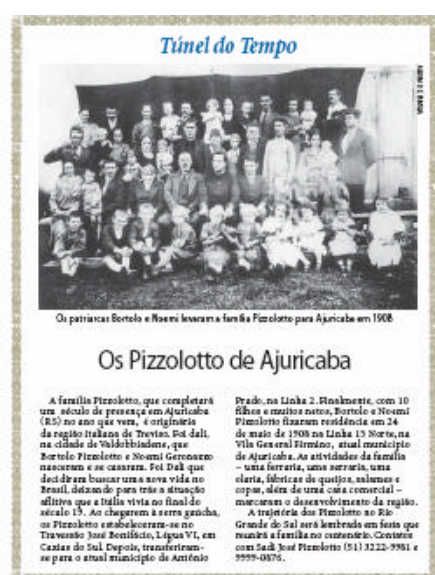 Túnel do Tempo
Os patriarcas Bortolo e Noemi levaram a família Pizzolotto para Ajuricaba em 1908
Os Pizzolotto de Ajuricaba
A família Pizzolotto, que completará
um século de presença em Ajuricaba
(RS) no ano que vem, é originária
da região italiana de Treviso. Foi dali,
na cidade de Valdobbiadene, que
Bortolo Pizzolotto e Noemi Geronazzo
nasceram e se casaram. Foi Dali que
decidiram buscar uma nova vida no
Brasil, deixando para trás a situação
aflitiva que a Itália vivia no final do
século 19. Ao chegarem à serra gaúcha,
os Pizzolotto estabeleceram-se no
Travessão José Bonifácio, Légua VI, em
Caxias do Sul. Depois, transferiram-
se para o atual município de Antônio
Prado, na Linha 2. Finalmente, com 10
filhos e muitos netos, Bortolo e Noemi
Pizzolotto fixaram residência em 24
de maio de 1908 na Linha 15 Norte, na
Vila General Firmino, atual município
de Ajuricaba. As atividades da família
– uma ferraria, uma serraria, uma
olaria, fábricas de queijos, salames e
copas, além de uma casa comercial –
marcaram o desenvolvimento da região.
A trajetória dos Pizzolotto no Rio
Grande do Sul será lembrada em festa que
reunirá a família no centenário. Contatos
com Sadi José Pizzolotto (51) 3222-9981 e
9999-0876.